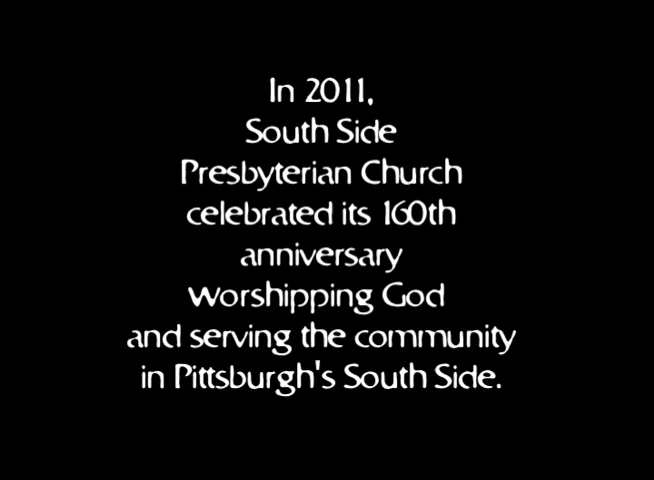 In 2011,
South Side
Presbyterian Church
celebrated its 160th
anniversary
Worshipping God
and serving the community
in Pittsburgh's South Side.